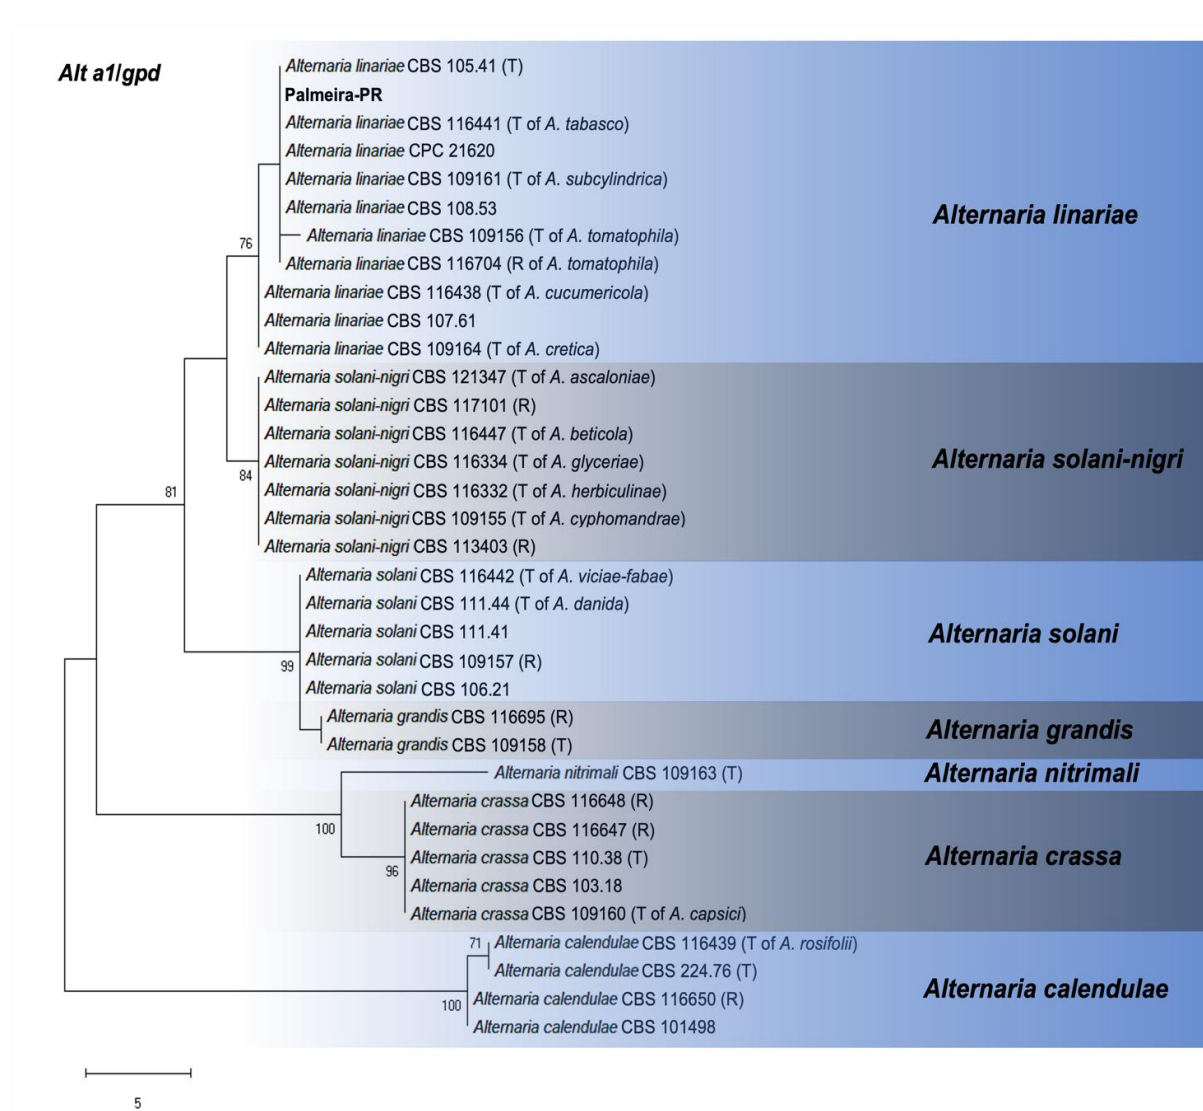 Alt a1/gpd
Alternaria linariae CBS 105.41 (T)
Palmeira-PR
Alternaria linariae CBS 116441 (T of A. tabasco)
Alternaria linariae CPC 21620
Alternaria linariae CBS 109161 (T of A. subcylindrica)
Alternaria linariae CBS 108.53
Alternaria linariae
Alternaria linariae CBS 109156 (T of A. tomatophila)
76
Alternaria linariae CBS 116704 (R of A. tomatophila)
Alternaria linariae CBS 116438 (T of A. cucumericola)
Alternaria linariae CBS 107.61
Alternaria linariae CBS 109164 (T of A. cretica)
Alternaria solani-nigri CBS 121347 (T of A. ascaloniae)
Alternaria solani-nigri CBS 117101 (R)
Alternaria solani-nigri CBS 116447 (T of A. beticola)
Alternaria solani-nigri CBS 116334 (T of A. glyceriae)
Alternaria solani-nigri
84
Alternaria solani-nigri CBS 116332 (T of A. herbiculinae)
81
Alternaria solani-nigri CBS 109155 (T of A. cyphomandrae)
Alternaria solani-nigri CBS 113403 (R)
Alternaria solani CBS 116442 (T of A. viciae-fabae)
Alternaria solani CBS 111.44 (T of A. danida)
Alternaria solani CBS 111.41
Alternaria solani
Alternaria solani CBS 109157 (R)
99
Alternaria solani CBS 106.21
Alternaria grandis CBS 116695 (R)
Alternaria grandis
Alternaria grandis CBS 109158 (T)
Alternaria nitrimali CBS 109163 (T)
Alternaria nitrimali
Alternaria crassa CBS 116648 (R)
Alternaria crassa CBS 116647 (R)
100
Alternaria crassa CBS 110.38 (T)
Alternaria crassa
96
Alternaria crassa CBS 103.18
Alternaria crassa CBS 109160 (T of A. capsici)
71
Alternaria calendulae CBS 116439 (T of A. rosifolii)
Alternaria calendulae CBS 224.76 (T)
Alternaria calendulae
100
Alternaria calendulae CBS 116650 (R)
Alternaria calendulae CBS 101498
5